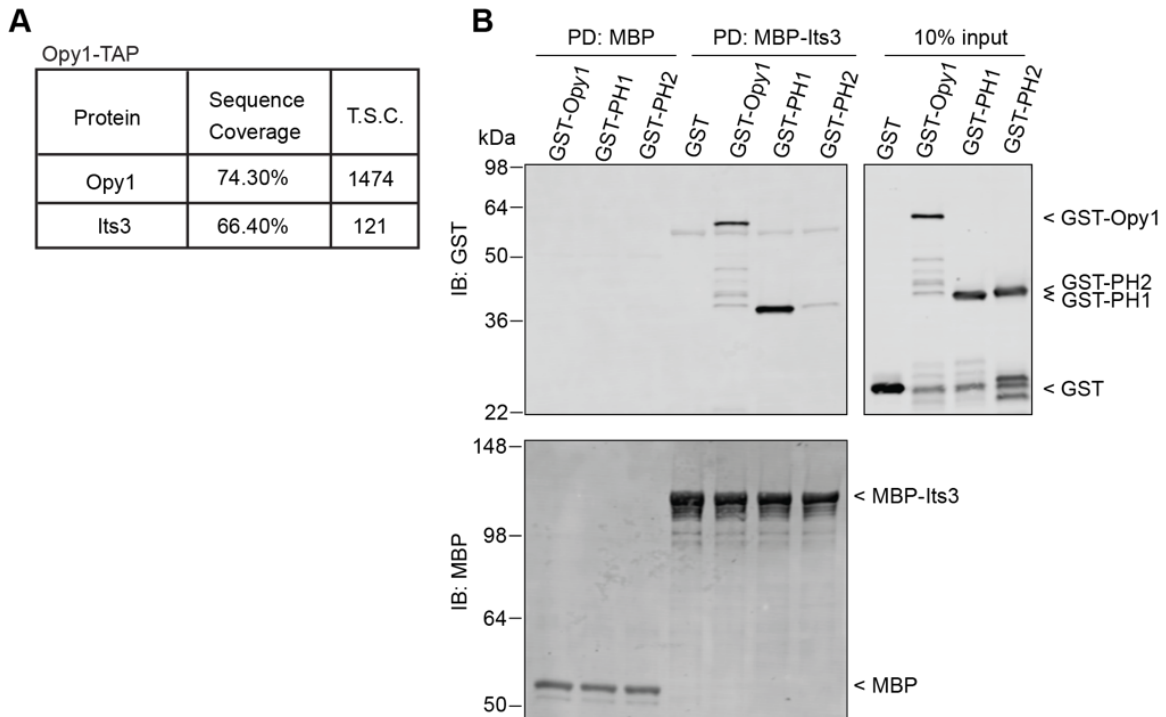 A
Opy1-TAP
Protein
Sequence
Coverage
T.S.C.
Opy1
74.30%
1474
Its3
66.40%
121
B
PD: MBP
PD: MBP-Its3
10% input
GST-Opy1
GST-PH1
GST-PH2
GST
GST-Opy1
GST-PH1
GST-PH2
GST
GST-Opy1
GST-PH1
GST-PH2
kDa
98
64
50
36
22
IB: GST
< GST-Opy1
< GST-PH2
< GST-PH1
< GST
148
98
64
50
IB: MBP
< MBP-Its3
< MBP